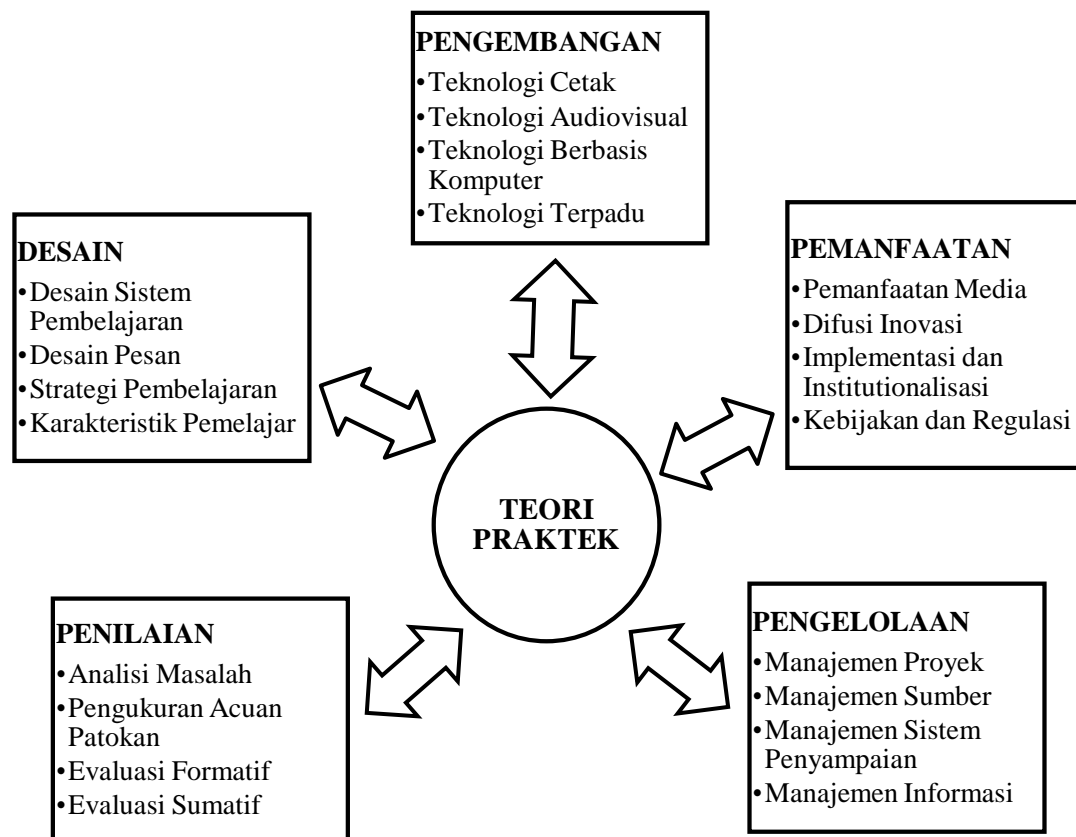 PENGEMBANGAN
•Teknologi Cetak
•Teknologi Audiovisual
•Teknologi Berbasis
Komputer
•Teknologi Terpadu
DESAIN
•Desain Sistem
Pembelajaran
•Desain Pesan
•Strategi Pembelajaran
•Karakteristik Pemelajar
PEMANFAATAN
•Pemanfaatan Media
•Difusi Inovasi
•Implementasi dan
Institutionalisasi
•Kebijakan dan Regulasi
TEORI
PRAKTEK
PENILAIAN
•Analisi Masalah
•Pengukuran Acuan
Patokan
•Evaluasi Formatif
•Evaluasi Sumatif
PENGELOLAAN
•Manajemen Proyek
•Manajemen Sumber
•Manajemen Sistem
Penyampaian
•Manajemen Informasi